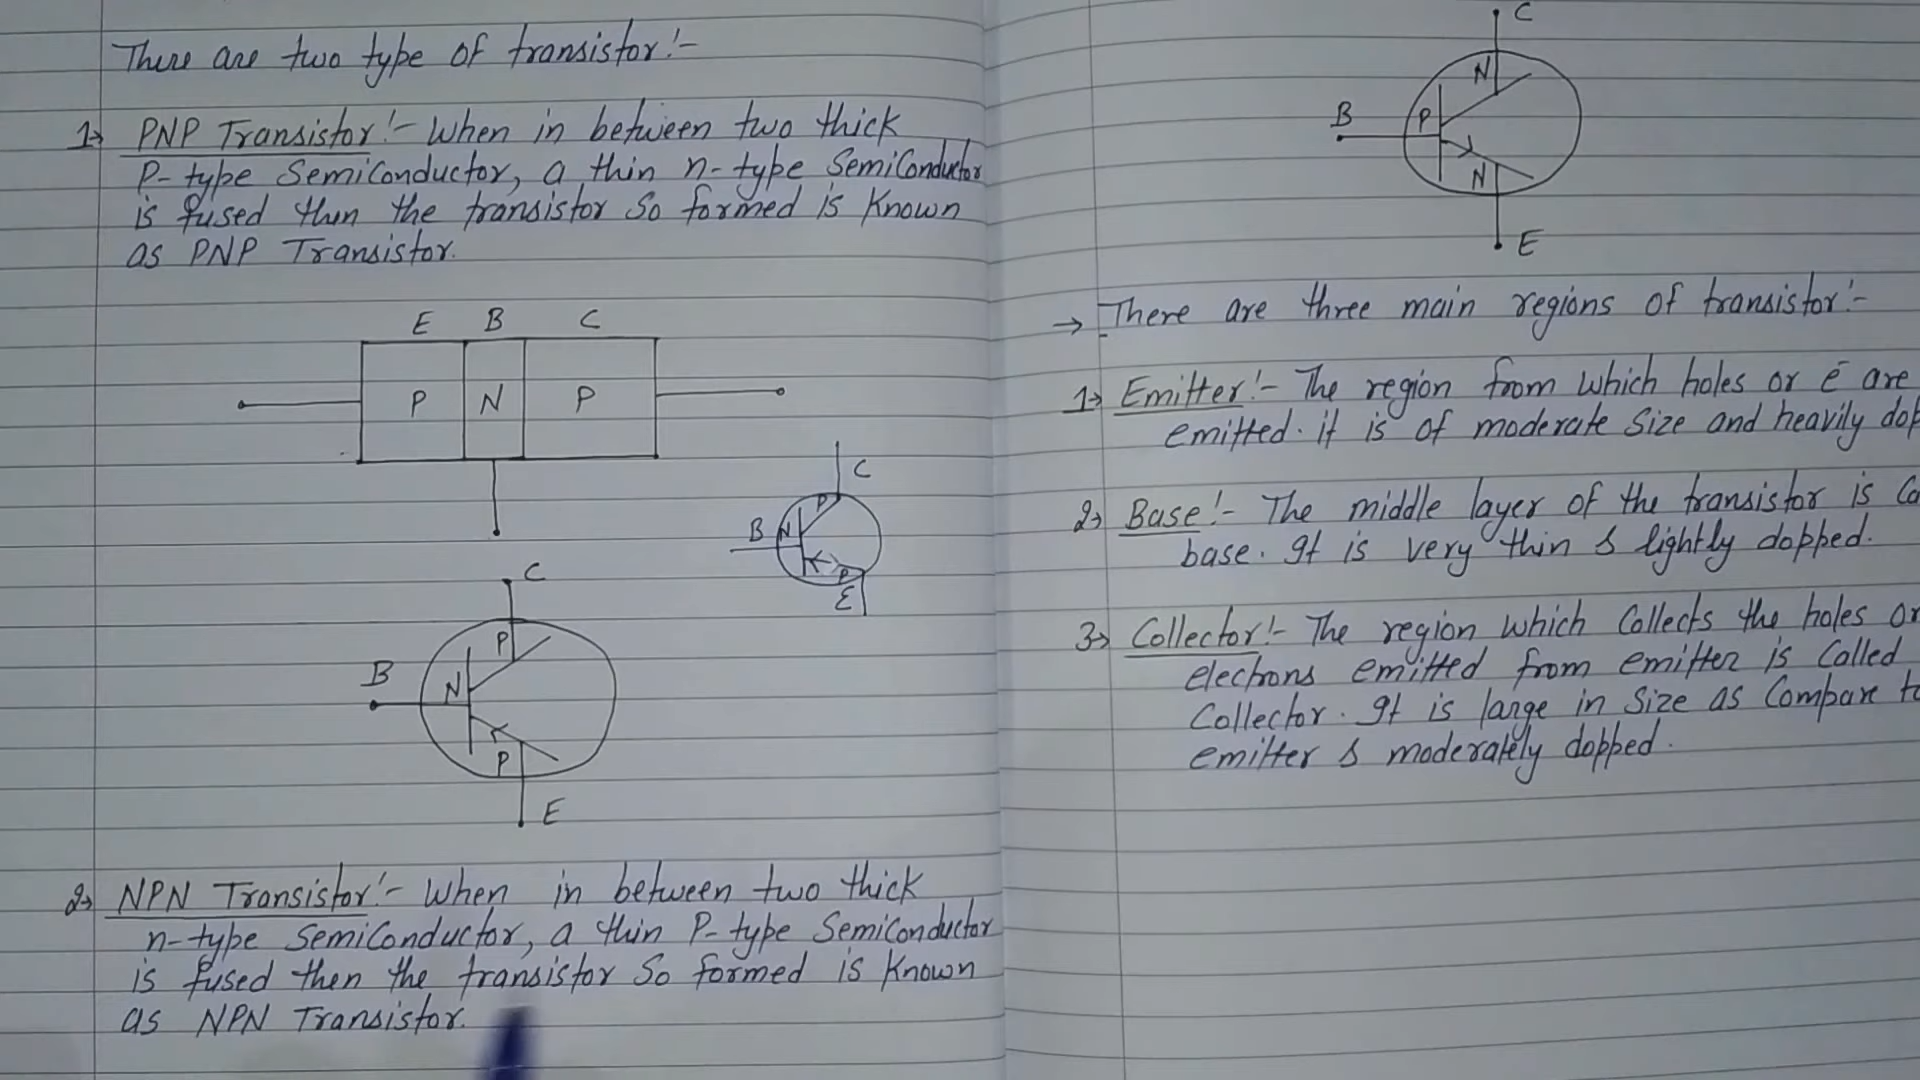 There are two type of transistor:-
1→ PNP Transistor:- When in between two thick
P-type Semiconductor, a thin n-type Semiconductor
is fused then the transistor so formed is known
as PNP Transistor.
E B C
P N P
C
B N P
P
E
C
P
B
N
P
E
2→ NPN Transistor:- When in between two thick
n-type Semiconductor, a thin P-type Semiconductor
is fused then the transistor so formed is known
as NPN Transistor.
C
N
B
P
N
E
→ There are three main regions of transistor:-
1→ Emitter:- The region from which holes or e̅ are
emitted. it is of moderate size and heavily
2→ Base:- The middle layer of the transistor is
base. It is very thin & lightly dopped.
3→ Collector:- The region which Collects the holes or
electrons emitted from emitter is Called
Collector. It is large in size as Compare
emitter & moderately dopped.